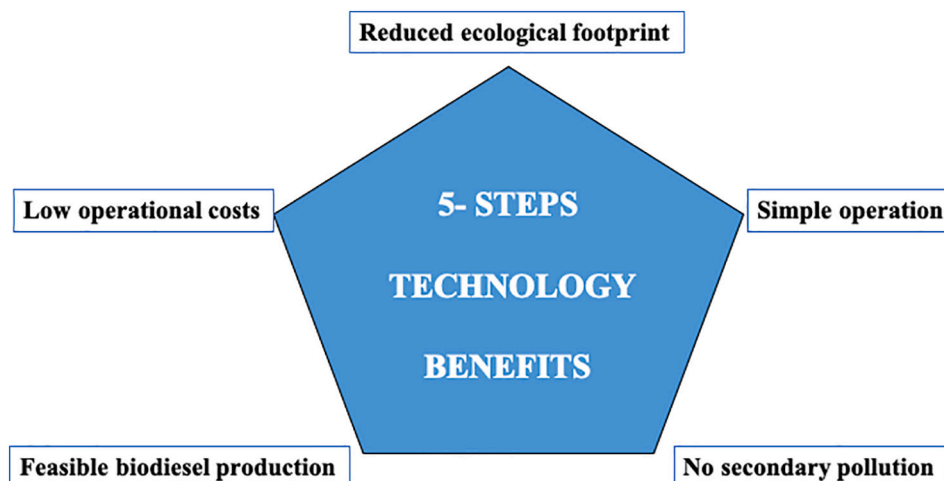 Reduced ecological footprint
Low operational costs
5- STEPS
Simple operation
TECHNOLOGY
BENEFITS
Feasible biodiesel production
No secondary pollution